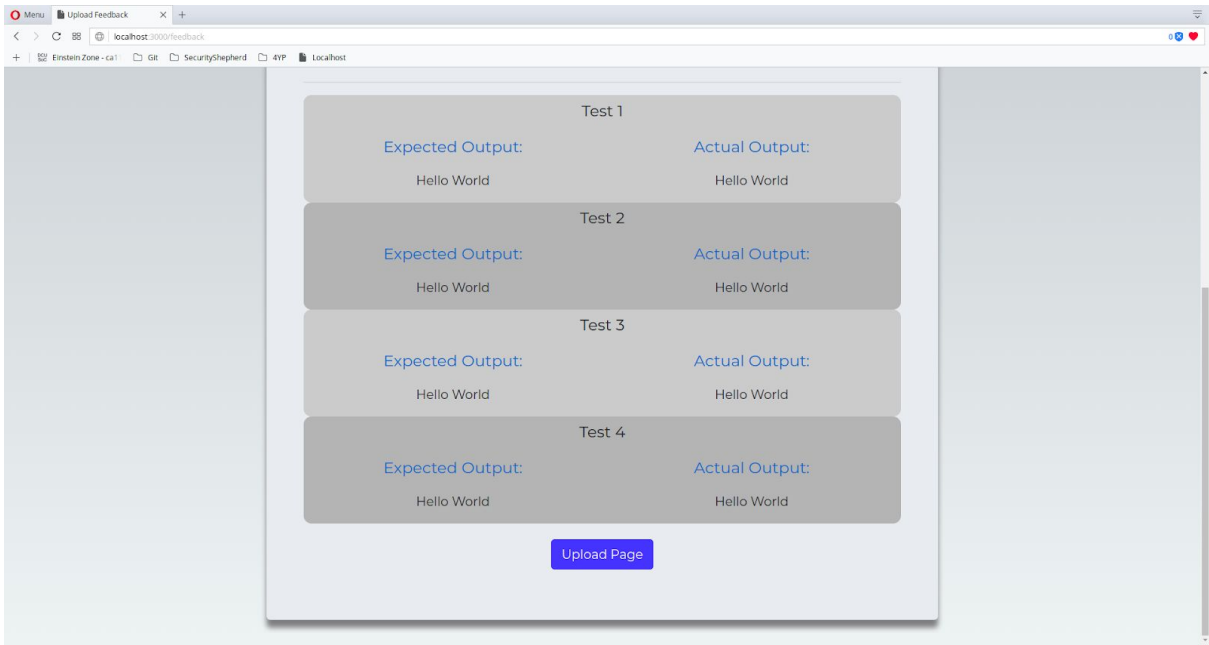 Menu Upload Feedback
localhost:3000/feedback 0
Einstein Zone - ca1 Git SecurityShepherd 4YP Localhost
Test 1
Expected Output: Actual Output:
Hello World Hello World
Test 2
Expected Output: Actual Output:
Hello World Hello World
Test 3
Expected Output: Actual Output:
Hello World Hello World
Test 4
Expected Output: Actual Output:
Hello World Hello World
Upload Page